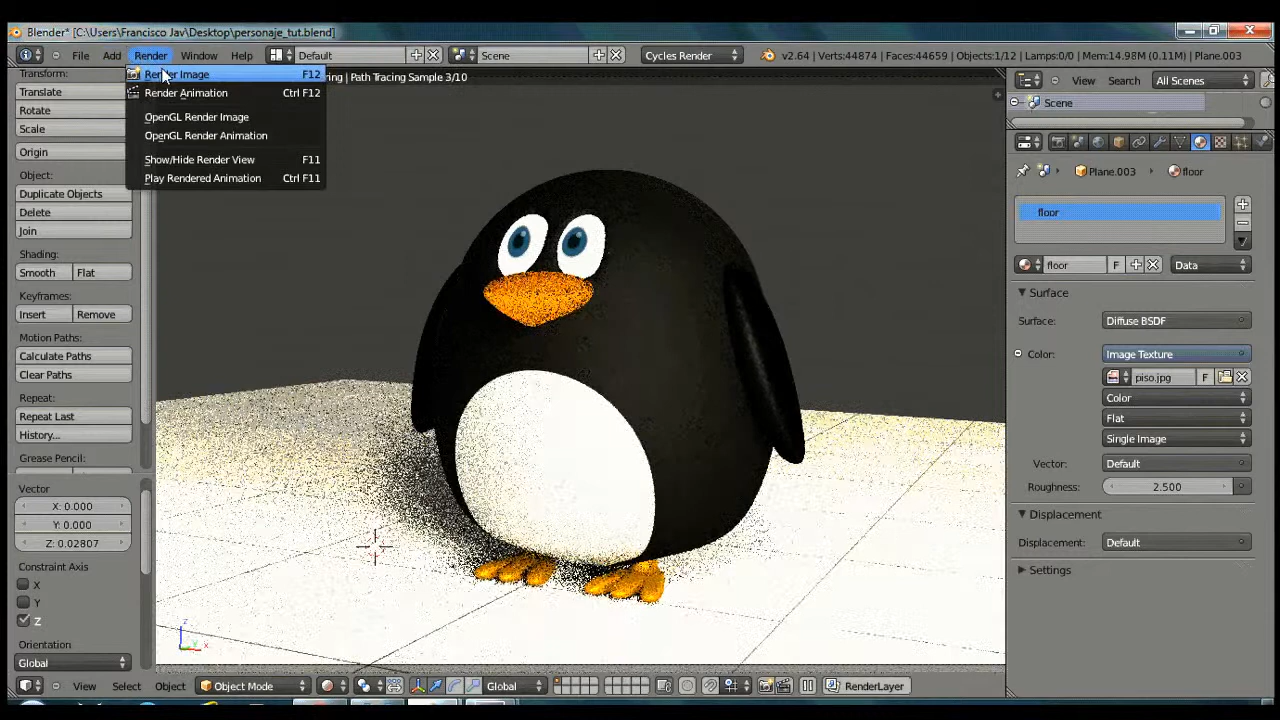 Blender* [C:\Users\Francisco Jav\Desktop\personaje_tut.blend]
File Add Render Window Help Default Scene Cycles Render v2.64 | Verts:44874 | Faces:44659 | Objects:1/12 | Lamps:0/0 | Mem:14.98M (0.11M) | Plane.003
Transform:
Translate
Rotate
Scale
Origin
Object:
Duplicate Objects
Delete
Join
Shading:
Smooth Flat
Keyframes:
Insert Remove
Motion Paths:
Calculate Paths
Clear Paths
Repeat:
Repeat Last
History...
Grease Pencil:
Vector
X: 0.000
Y: 0.000
Z: 0.02807
Constraint Axis
X
Y
Z
Orientation
Global
Render Image F12
Render Animation Ctrl F12
OpenGL Render Image
OpenGL Render Animation
Show/Hide Render View F11
Play Rendered Animation Ctrl F11
| Path Tracing Sample 3/10
z
x
View Select Object Object Mode Global RenderLayer
View Search All Scenes
Scene
Plane.003 floor
floor
floor F Data
Surface
Surface: Diffuse BSDF
Color: Image Texture
piso.jpg F
Color
Flat
Single Image
Vector: Default
Roughness: 2.500
Displacement
Displacement: Default
Settings